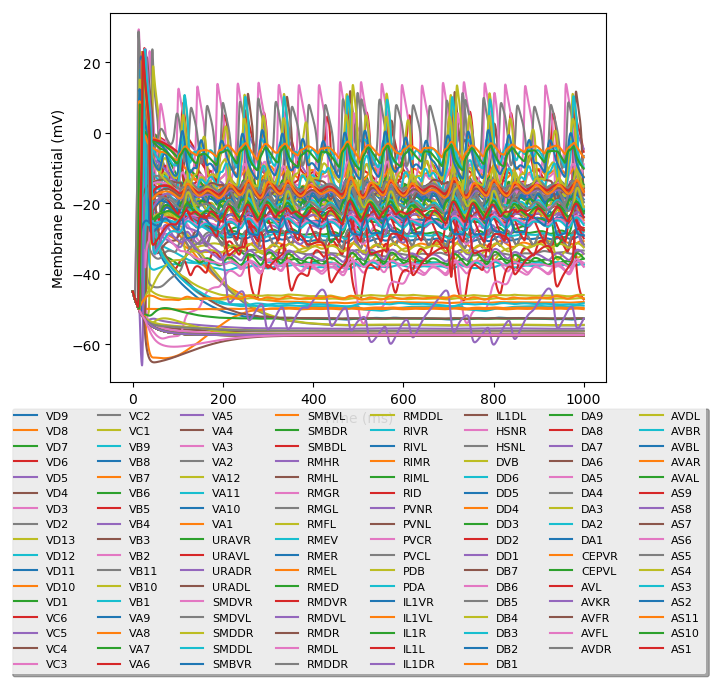 Membrane potential (mV)
20
0
−20
−40
−60
0 200 400 600 800 1000
(ms)
VD9 VC2 VA5 SMBVL RMDDL IL1DL DA9 AVDL
VD8 VC1 VA4 SMBDR RIVR HSNR DA8 AVBR
VD7 VB9 VA3 SMBDL RIVL HSNL DA7 AVBL
VD6 VB8 VA2 RMHR RIMR DVB DA6 AVAR
VD5 VB7 VA12 RMHL RIML DD6 DA5 AVAL
VD4 VB6 VA11 RMGR RID DD5 DA4 AS9
VD3 VB5 VA10 RMGL PVNR DD4 DA3 AS8
VD2 VB4 VA1 RMFL PVNL DD3 DA2 AS7
VD13 VB3 URAVR RMEV PVCR DD2 DA1 AS6
VD12 VB2 URAVL RMER PVCL DD1 CEPVR AS5
VD11 VB11 URADR RMEL PDB DB7 CEPVL AS4
VD10 VB10 URADL RMED PDA DB6 AVL AS3
VD1 VB1 SMDVR RMDVR IL1VR DB5 AVKR AS2
VC6 VA9 SMDVL RMDVL IL1VL DB4 AVFR AS11
VC5 VA8 SMDDR RMDR IL1R DB3 AVFL AS10
VC4 VA7 SMDDL RMDL IL1L DB2 AVDR AS1
VC3 VA6 SMBVR RMDDR IL1DR DB1